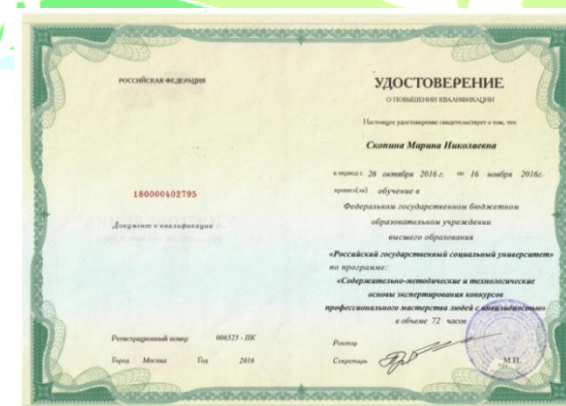 РОССИЙСКАЯ ФЕДЕРАЦИЯ
180000402795
Документ о квалификации
Регистрационный номер 006525 - ПК
Город Москва Год 2016
УДОСТОВЕРЕНИЕ
О ПОВЫШЕНИИ КВАЛИФИКАЦИИ
Настоящее удостоверение свидетельствует о том, что
Скопина Марина Николаевна
в период с 26 октября 2016 г. по 16 ноября 2016г.
прошел(ла) обучение в
Федеральном государственном бюджетном
образовательном учреждении
высшего образования
«Российский государственный социальный университет»
по программе:
«Содержательно-методические и технологические
основы экспертирования конкурсов
профессионального мастерства людей с инвалидностью»
в объеме 72 часов
Ректор
Секретарь
М.П.